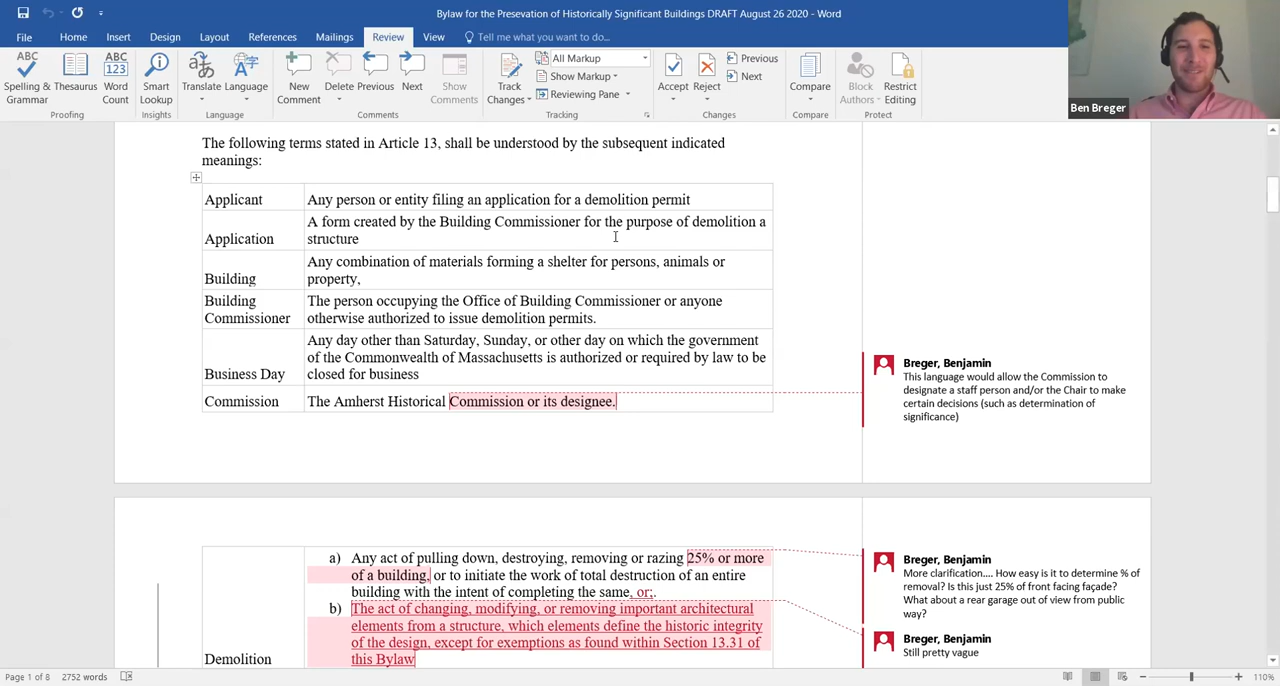 Bylaw for the Presevation of Historically Significant Buildings DRAFT August 26 2020 - Word
File Home Insert Design Layout References Mailings Review View Tell me what you want to do...
ABC
Spelling & Grammar
Thesaurus
ABC 123
Word Count
Smart Lookup
Translate
Language
New Comment
Delete
Previous
Next
Show Comments
Track Changes
All Markup
Show Markup
Reviewing Pane
Accept
Reject
Previous
Next
Compare
Block Authors
Restrict Editing
Proofing Insights Language Comments Tracking Changes Compare Protect
Ben Breger
The following terms stated in Article 13, shall be understood by the subsequent indicated
meanings:
Applicant Any person or entity filing an application for a demolition permit
A form created by the Building Commissioner for the purpose of demolition a
Application structure
Any combination of materials forming a shelter for persons, animals or
Building property,
Building The person occupying the Office of Building Commissioner or anyone
Commissioner otherwise authorized to issue demolition permits.
Any day other than Saturday, Sunday, or other day on which the government
of the Commonwealth of Massachusetts is authorized or required by law to be
Business Day closed for business
Commission The Amherst Historical Commission or its designee.
Breger, Benjamin
This language would allow the Commission to
designate a staff person and/or the Chair to make
certain decisions (such as determination of
significance)
a) Any act of pulling down, destroying, removing or razing 25% or more
of a building, or to initiate the work of total destruction of an entire
building with the intent of completing the same, or;.
b) The act of changing, modifying, or removing important architectural
elements from a structure, which elements define the historic integrity
of the design, except for exemptions as found within Section 13.31 of
Demolition this Bylaw
Breger, Benjamin
More clarification.... How easy is it to determine % of
removal? Is this just 25% of front facing façade?
What about a rear garage out of view from public
way?
Breger, Benjamin
Still pretty vague
Page 1 of 8 2752 words 110%